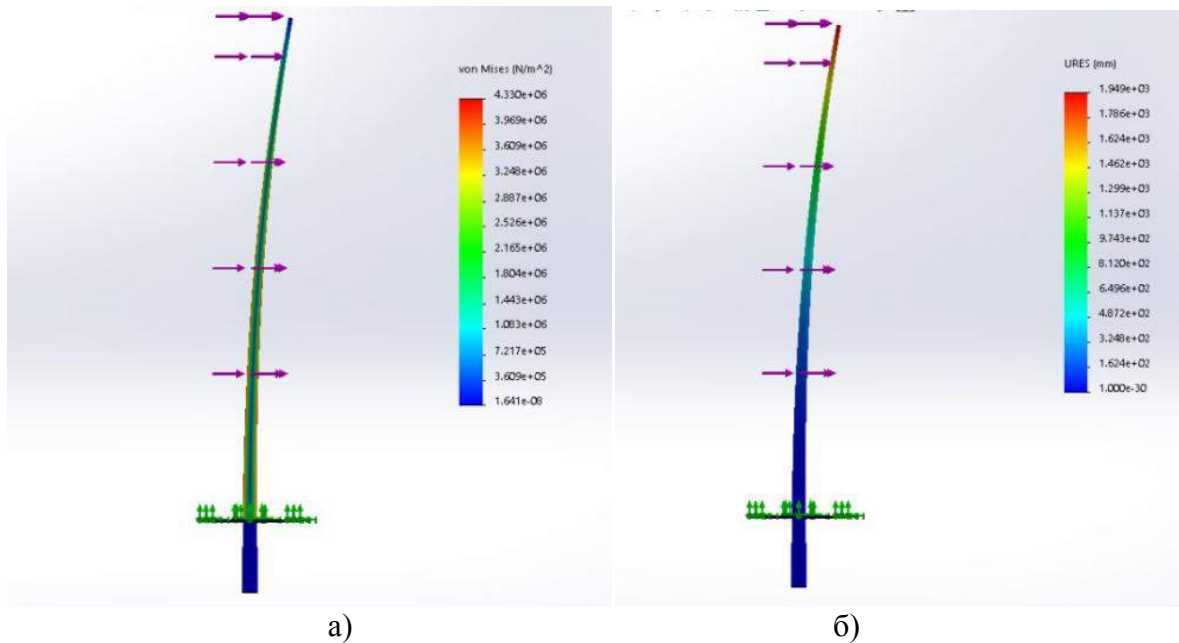 von Mises (N/m^2)
4.330e+06
3.969e+06
3.609e+06
3.248e+06
2.887e+06
2.526e+06
2.165e+06
1.804e+06
1.443e+06
1.083e+06
7.217e+05
3.609e+05
1.641e-08
URES (mm)
1.949e+03
1.786e+03
1.624e+03
1.462e+03
1.299e+03
1.137e+03
9.743e+02
8.120e+02
6.496e+02
4.872e+02
3.248e+02
1.624e+02
1.000e-30
а)
б)